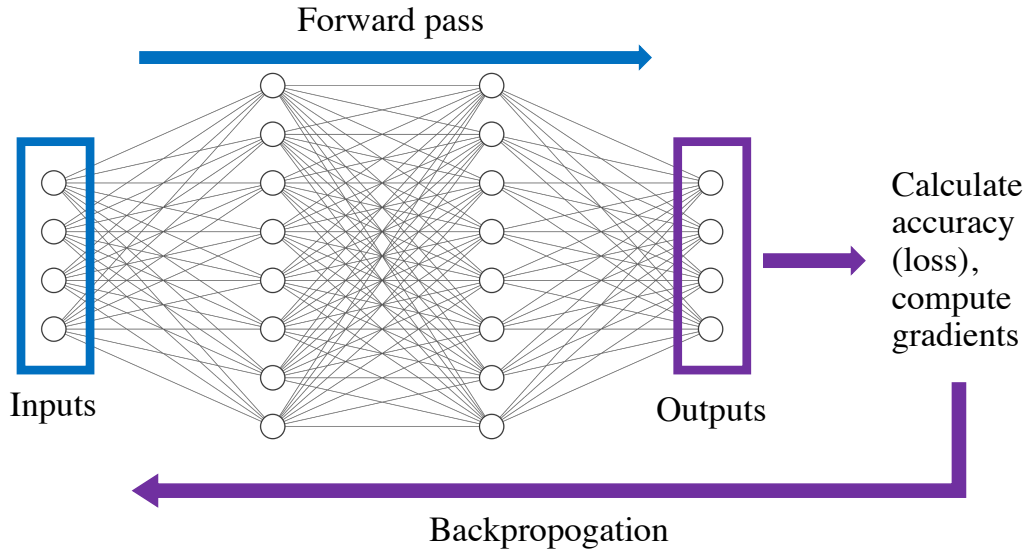 Forward pass
Calculate
accuracy
(loss),
compute
gradients
Inputs
Outputs
Backpropogation